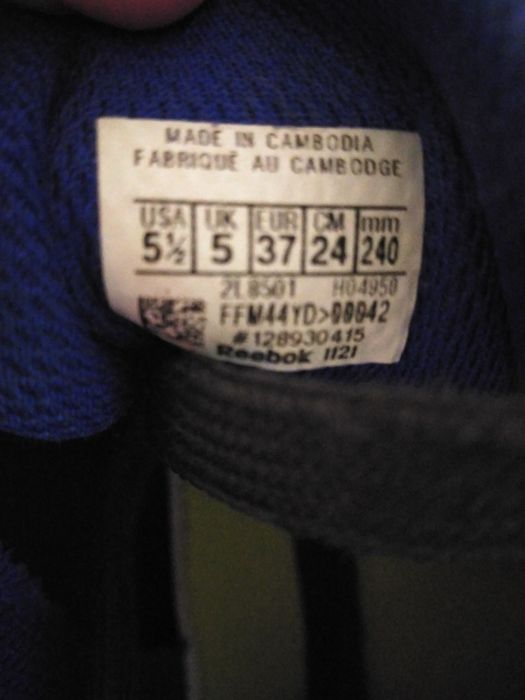 MADE IN CAMBODIA
FABRIQUÉ AU CAMBODGE
USA UK EUR CM mm
5½ 5 37 24 240
2L8501 H04950
FFM44YD>00042
#128930415
Reebok 1121